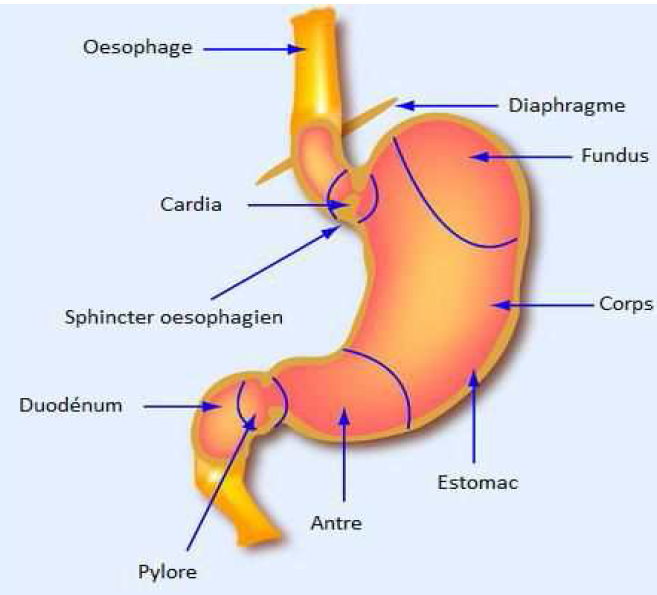 Oesophage
Diaphragme
Fundus
Cardia
Corps
Sphincter oesophagien
Duodénum
Estomac
Antre
Pylore